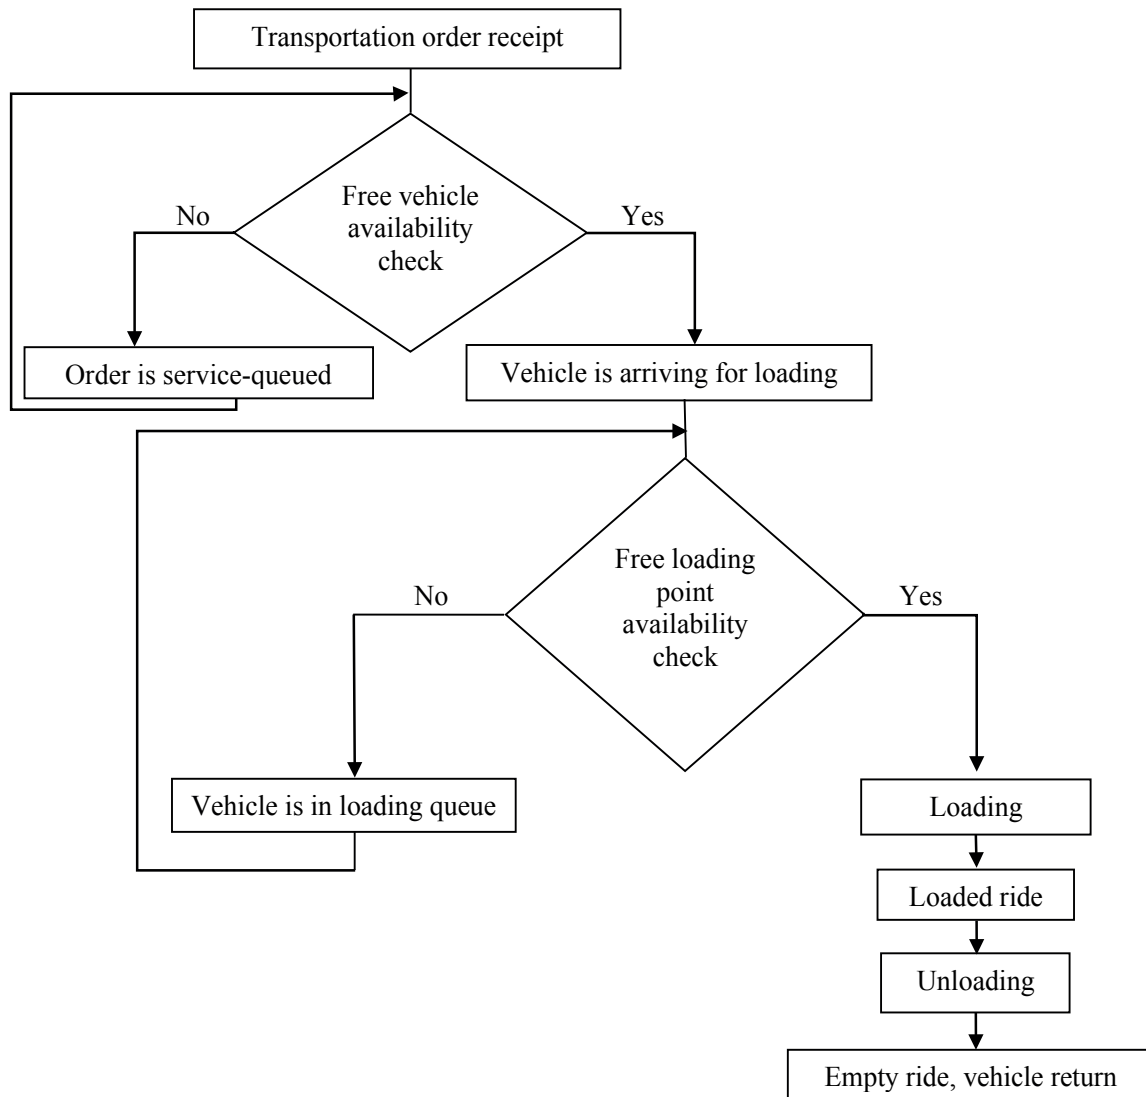 Transportation order receipt
Free vehicle
availability
check
No
Yes
Order is service-queued
Vehicle is arriving for loading
Free loading
point
availability
check
No
Yes
Vehicle is in loading queue
Loading
Loaded ride
Unloading
Empty ride, vehicle return